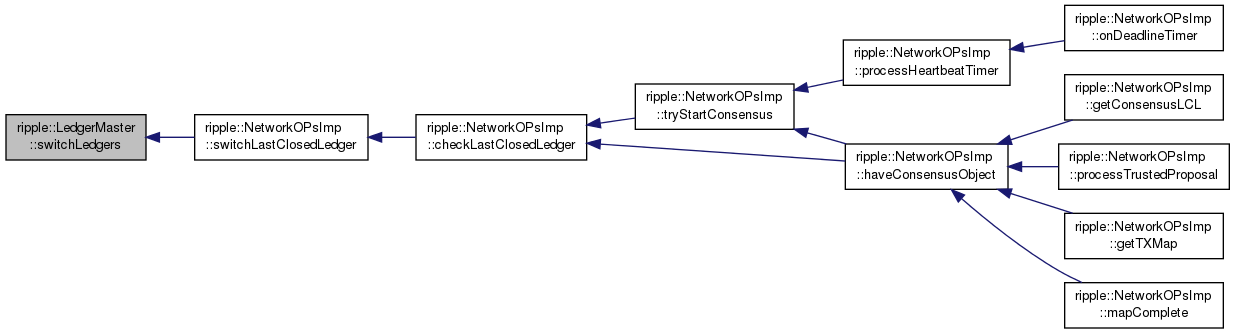 ripple::LedgerMaster
::switchLedgers
ripple::NetworkOPsImp
::switchLastClosedLedger
ripple::NetworkOPsImp
::checkLastClosedLedger
ripple::NetworkOPsImp
::tryStartConsensus
ripple::NetworkOPsImp
::processHeartbeatTimer
ripple::NetworkOPsImp
::onDeadlineTimer
ripple::NetworkOPsImp
::haveConsensusObject
ripple::NetworkOPsImp
::getConsensusLCL
ripple::NetworkOPsImp
::processTrustedProposal
ripple::NetworkOPsImp
::getTXMap
ripple::NetworkOPsImp
::mapComplete